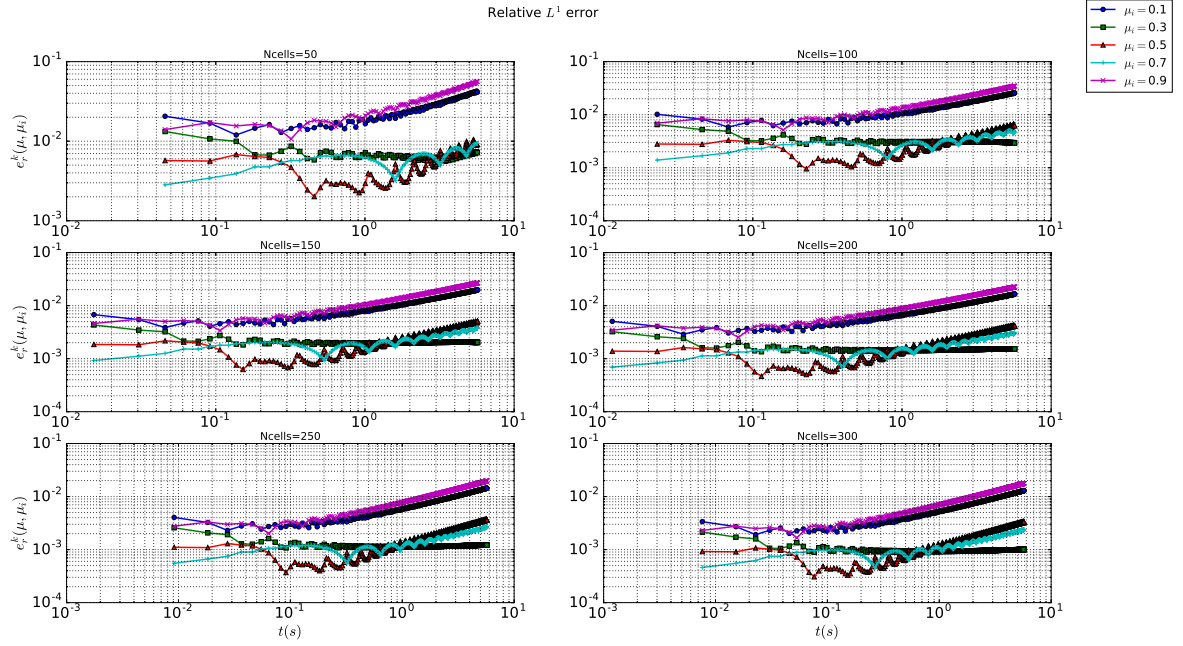 Relative $L^1$ error
$\mu_i = 0.1$
$\mu_i = 0.3$
$\mu_i = 0.5$
$\mu_i = 0.7$
$\mu_i = 0.9$
Ncells=50
$10^{-1}$
$10^{-2}$
$10^{-3}$
$e_r^k(\mu, \mu_i)$
$10^{-2}$ $10^{-1}$ $10^0$ $10^1$
Ncells=100
$10^{-1}$
$10^{-2}$
$10^{-3}$
$10^{-4}$
$10^{-2}$ $10^{-1}$ $10^0$ $10^1$
Ncells=150
$10^{-1}$
$10^{-2}$
$10^{-3}$
$10^{-4}$
$e_r^k(\mu, \mu_i)$
$10^{-2}$ $10^{-1}$ $10^0$ $10^1$
Ncells=200
$10^{-1}$
$10^{-2}$
$10^{-3}$
$10^{-4}$
$10^{-2}$ $10^{-1}$ $10^0$ $10^1$
Ncells=250
$10^{-1}$
$10^{-2}$
$10^{-3}$
$10^{-4}$
$e_r^k(\mu, \mu_i)$
$10^{-3}$ $10^{-2}$ $10^{-1}$ $10^0$ $10^1$
$t(s)$
Ncells=300
$10^{-1}$
$10^{-2}$
$10^{-3}$
$10^{-4}$
$10^{-3}$ $10^{-2}$ $10^{-1}$ $10^0$ $10^1$
$t(s)$